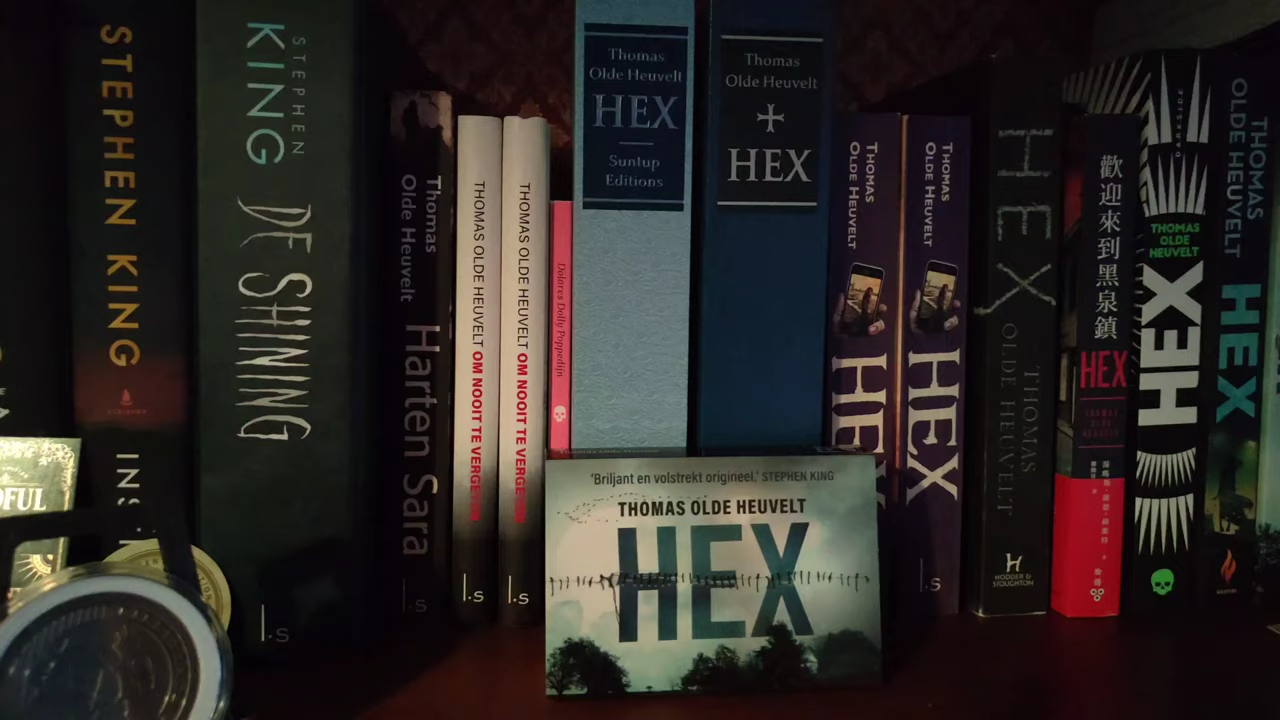 STEPHEN KING
STEPHEN
KING
DE SHINING
l.s
Thomas
Olde Heuvelt
Harten Sara
l.s
THOMAS OLDE HEUVELT OM NOOIT TE VERGETEN
l.s
THOMAS OLDE HEUVELT OM NOOIT TE VERGETEN
l.s
Dolores Dolly Poppedijn
Thomas
Olde Heuvelt
HEX
Suntup
Editions
Thomas
Olde Heuvelt
HEX
THOMAS
OLDE HEUVELT
HEX
THOMAS
OLDE HEUVELT
HEX
l.s
HEX
THOMAS
OLDE HEUVELT
H
HODDER &
STOUGHTON
歡迎來到黑泉鎮
HEX
THOMAS
OLDE
HEUVELT
THOMAS
OLDE
HEUVELT
HEX
THOMAS
OLDE HEUVELT
HEX
'Briljant en volstrekt origineel.' STEPHEN KING
THOMAS OLDE HEUVELT
HEX